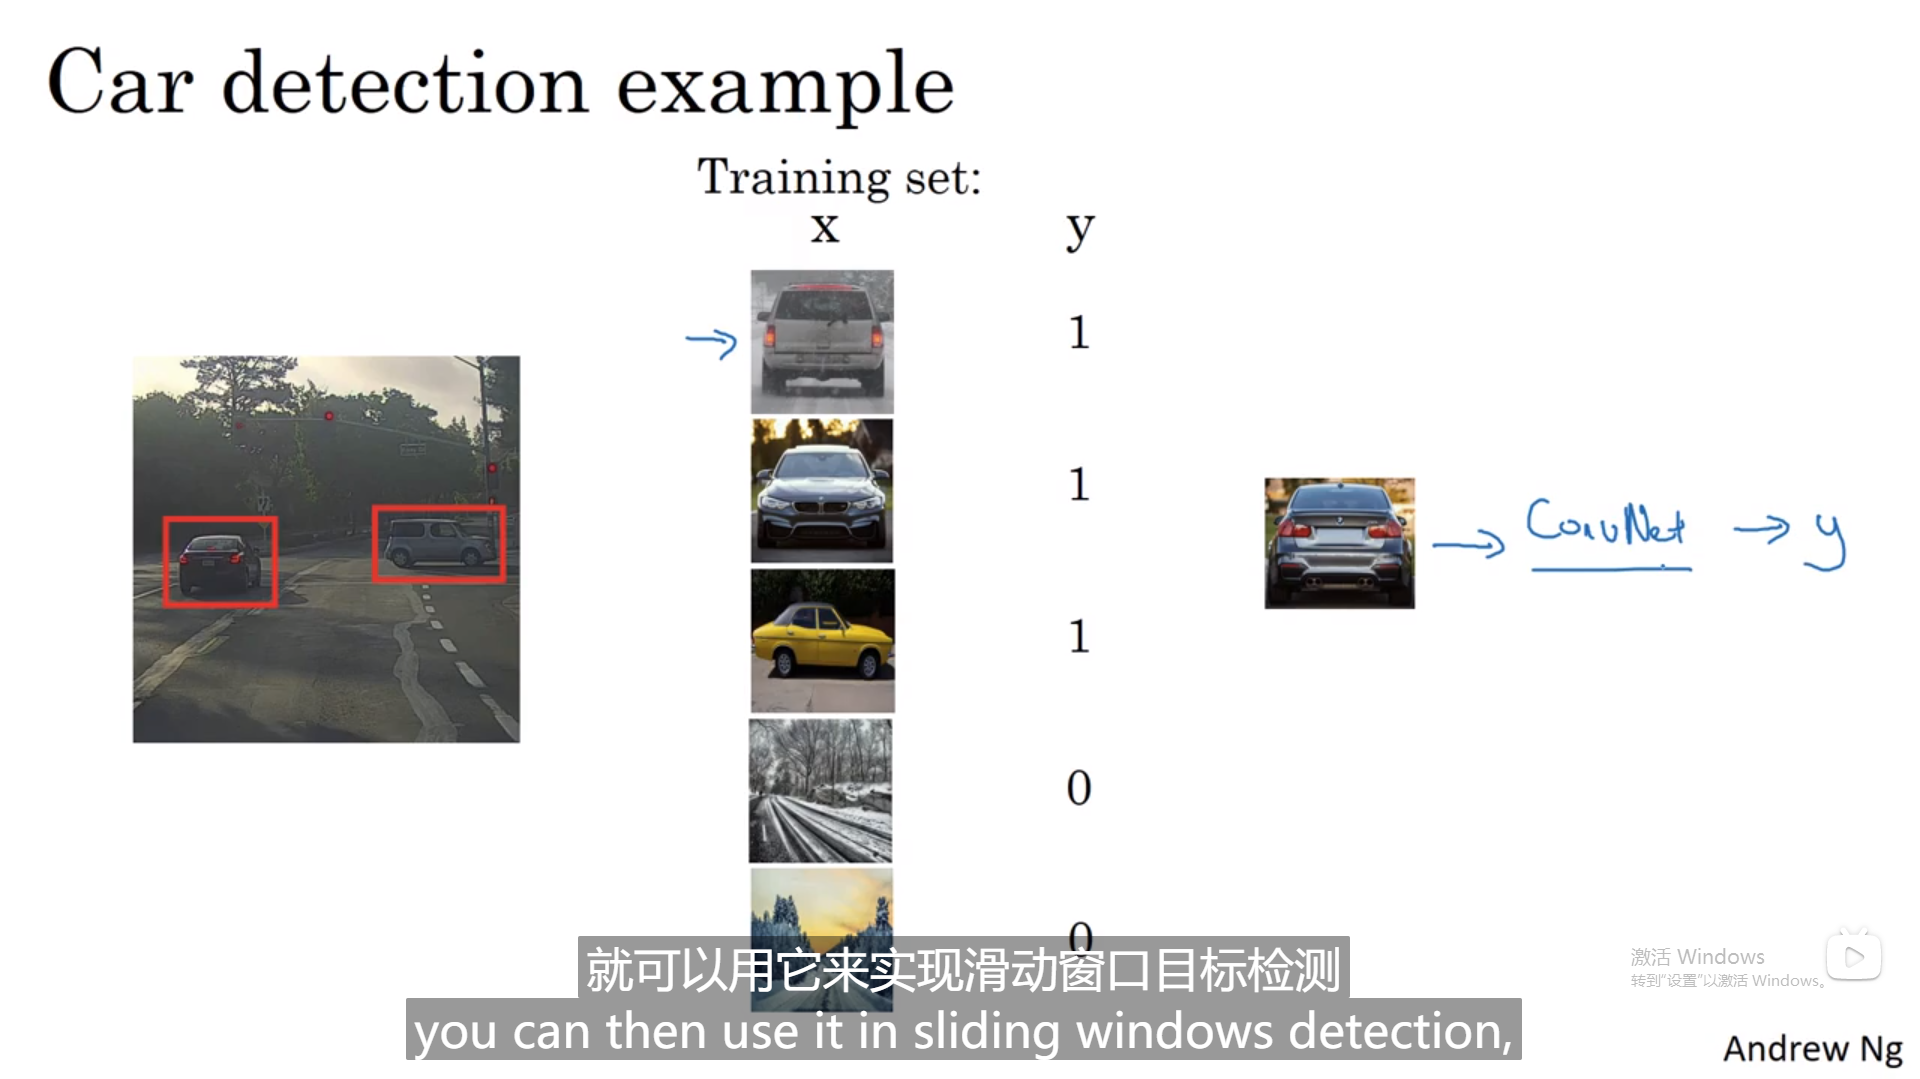 Car detection example
Training set:
x y
1
1
1
0
0
ConvNet → y
就可以用它来实现滑动窗口目标检测
you can then use it in sliding windows detection,
激活 Windows
转到“设置”以激活 Windows。
Andrew Ng